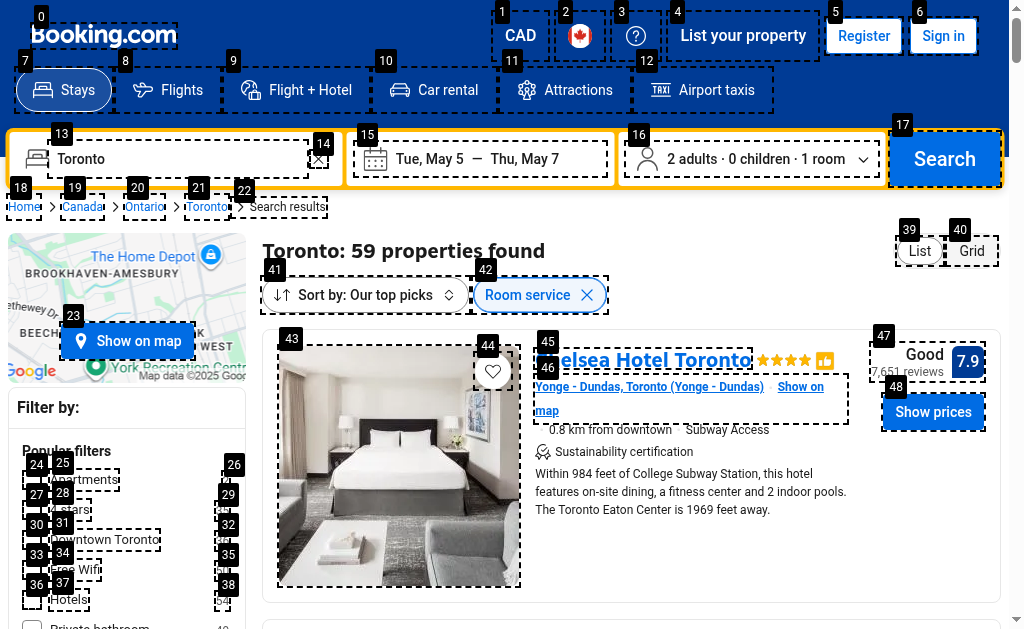 Booking.com
CAD
List your property
Register
Sign in
Stays
Flights
Flight + Hotel
Car rental
Attractions
Airport taxis
Toronto
Tue, May 5 — Thu, May 7
2 adults · 0 children · 1 room
Search
Home
Canada
Ontario
Toronto
Search results
The Home Depot
BROOKHAVEN-AMESBURY
Show on map
WEST
York Recreation Centr
Google
Map data ©2025 Goo
Filter by:
Popular filters
Apartments
4 stars
Downtown Toronto
Free Wifi
Hotels
54
Private bathroom
Toronto: 59 properties found
List
Grid
Sort by: Our top picks
Room service
Chelsea Hotel Toronto
Yonge - Dundas, Toronto (Yonge - Dundas)
Show on map
0.8 km from downtown
Subway Access
Sustainability certification
Within 984 feet of College Subway Station, this hotel
features on-site dining, a fitness center and 2 indoor pools.
The Toronto Eaton Center is 1969 feet away.
Good
7,651 reviews
7.9
Show prices
0
1
2
3
4
5
6
7
8
9
10
11
12
13
14
15
16
17
18
19
20
21
22
23
24
25
26
27
28
29
30
31
32
33
34
35
36
37
38
39
40
41
42
43
44
45
46
47
48